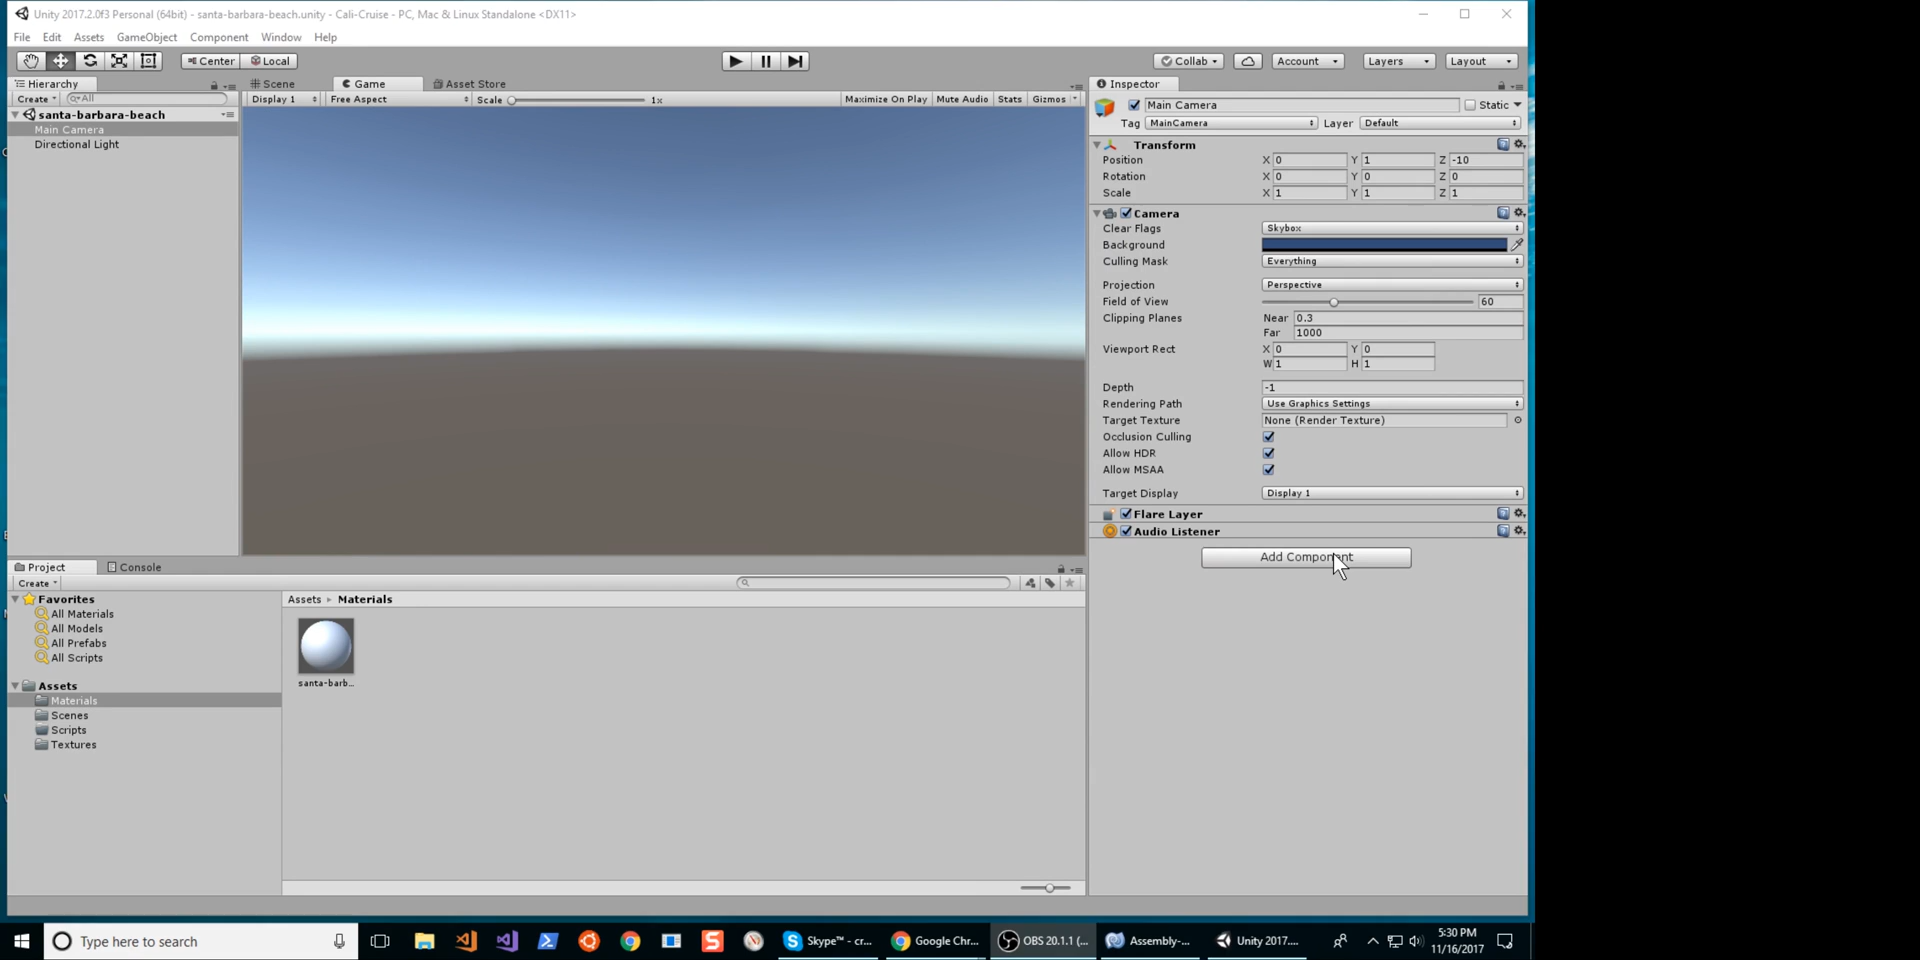 Unity 2017.2.0f3 Personal (64bit) - santa-barbara-beach.unity - Cali-Cruise - PC, Mac & Linux Standalone <DX11>
File Edit Assets GameObject Component Window Help
Center Local Collab Account Layers Layout
Hierarchy
Create All
santa-barbara-beach
Main Camera
Directional Light
Scene Game Asset Store
Display 1 Free Aspect Scale 1x Maximize On Play Mute Audio Stats Gizmos
Inspector
Main Camera Static
Tag MainCamera Layer Default
Transform
Position X 0 Y 1 Z -10
Rotation X 0 Y 0 Z 0
Scale X 1 Y 1 Z 1
Camera
Clear Flags Skybox
Background
Culling Mask Everything
Projection Perspective
Field of View 60
Clipping Planes Near 0.3
Far 1000
Viewport Rect X 0 Y 0
W 1 H 1
Depth -1
Rendering Path Use Graphics Settings
Target Texture None (Render Texture)
Occlusion Culling
Allow HDR
Allow MSAA
Target Display Display 1
Flare Layer
Audio Listener
Add Component
Project Console
Create
Favorites
All Materials
All Models
All Prefabs
All Scripts
Assets
Materials
Scenes
Scripts
Textures
Assets Materials
santa-barb...
Type here to search
Skype™ - cr...
Google Chr...
OBS 20.1.1 (...
Assembly-...
Unity 2017....
5:30 PM
11/16/2017